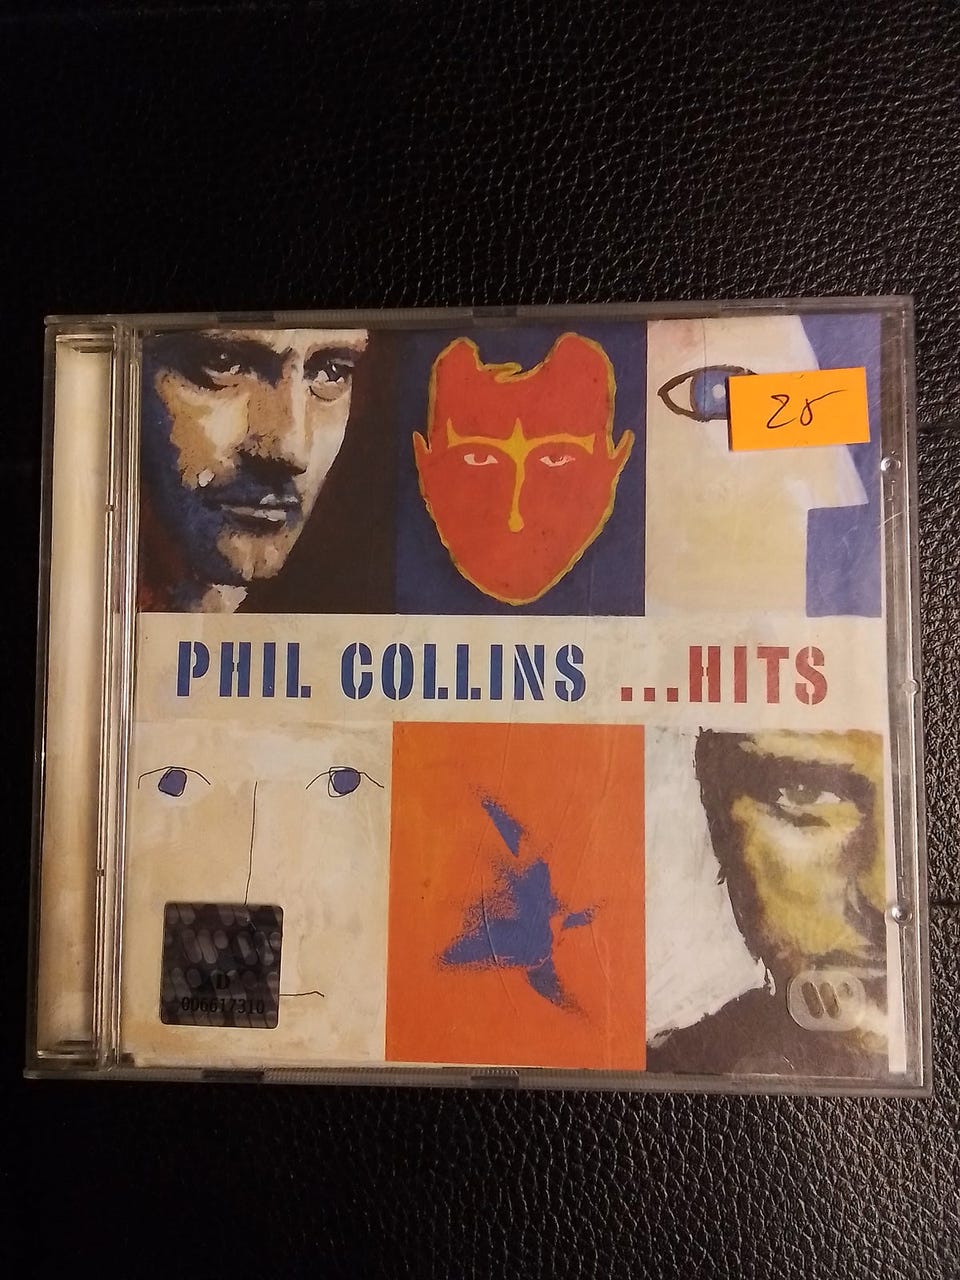 25
PHIL COLLINS ...HITS
D
006617310